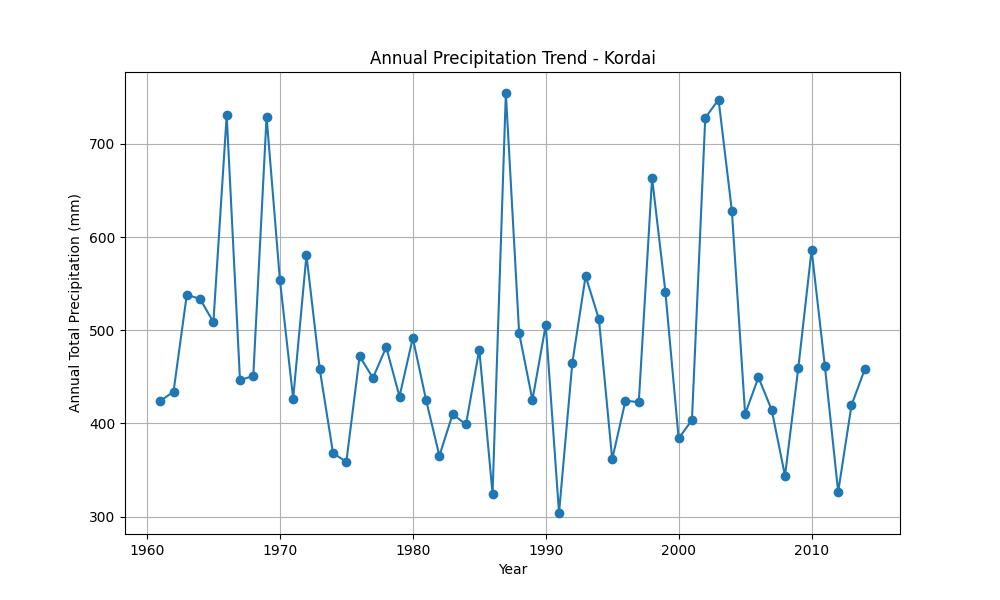 Annual Precipitation Trend - Kordai
Annual Total Precipitation (mm)
700
600
500
400
300
1960 1970 1980 1990 2000 2010
Year